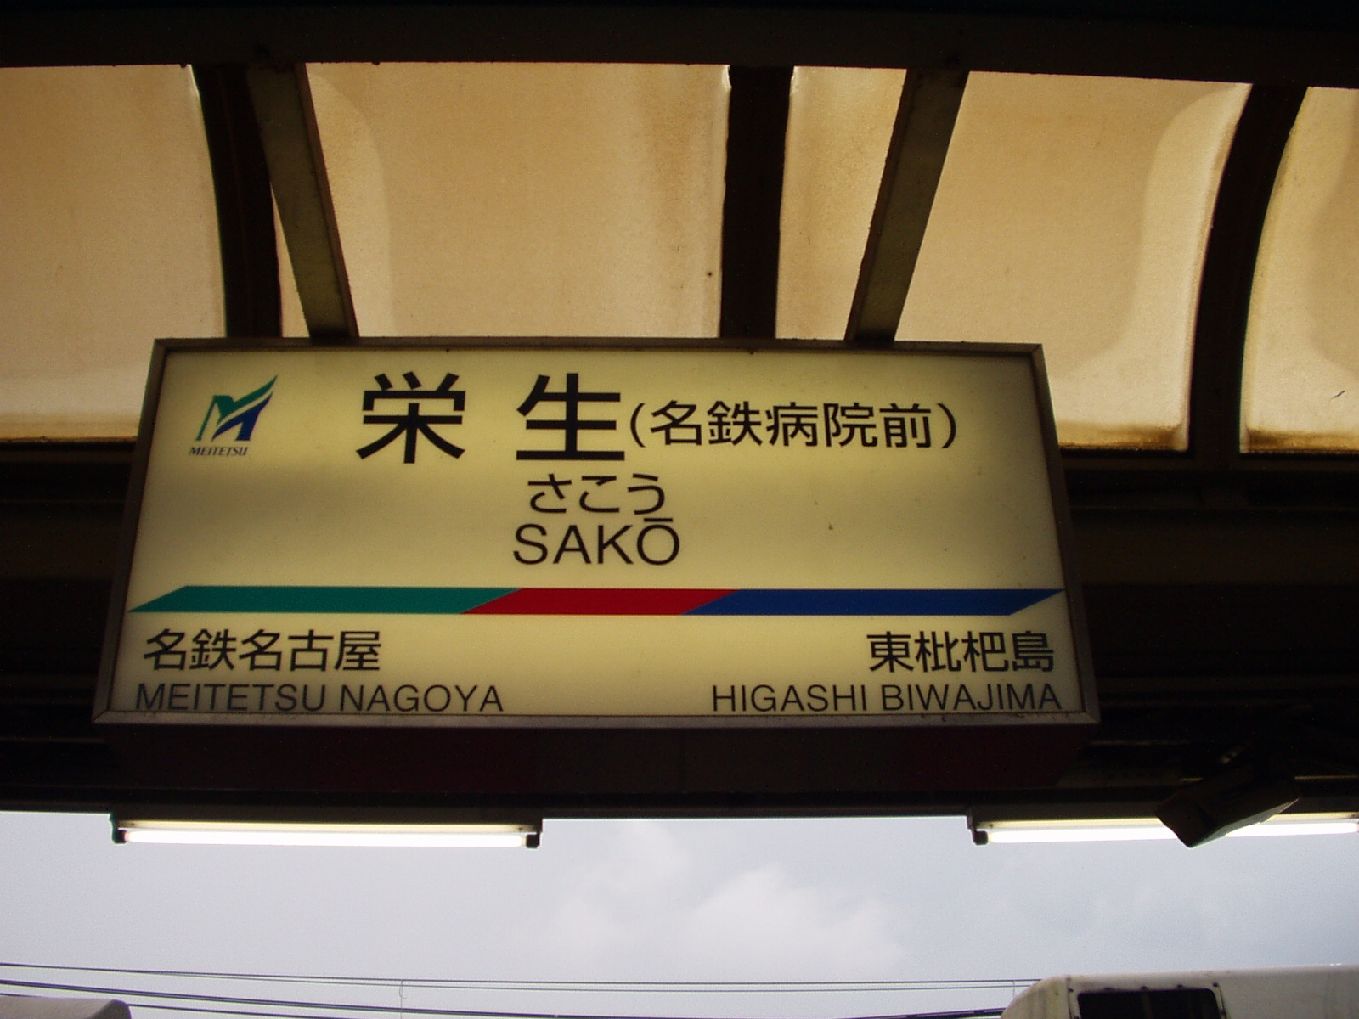 MEITETSU
栄生(名鉄病院前)
さこう
SAKŌ
名鉄名古屋
MEITETSU NAGOYA
東枇杷島
HIGASHI BIWAJIMA